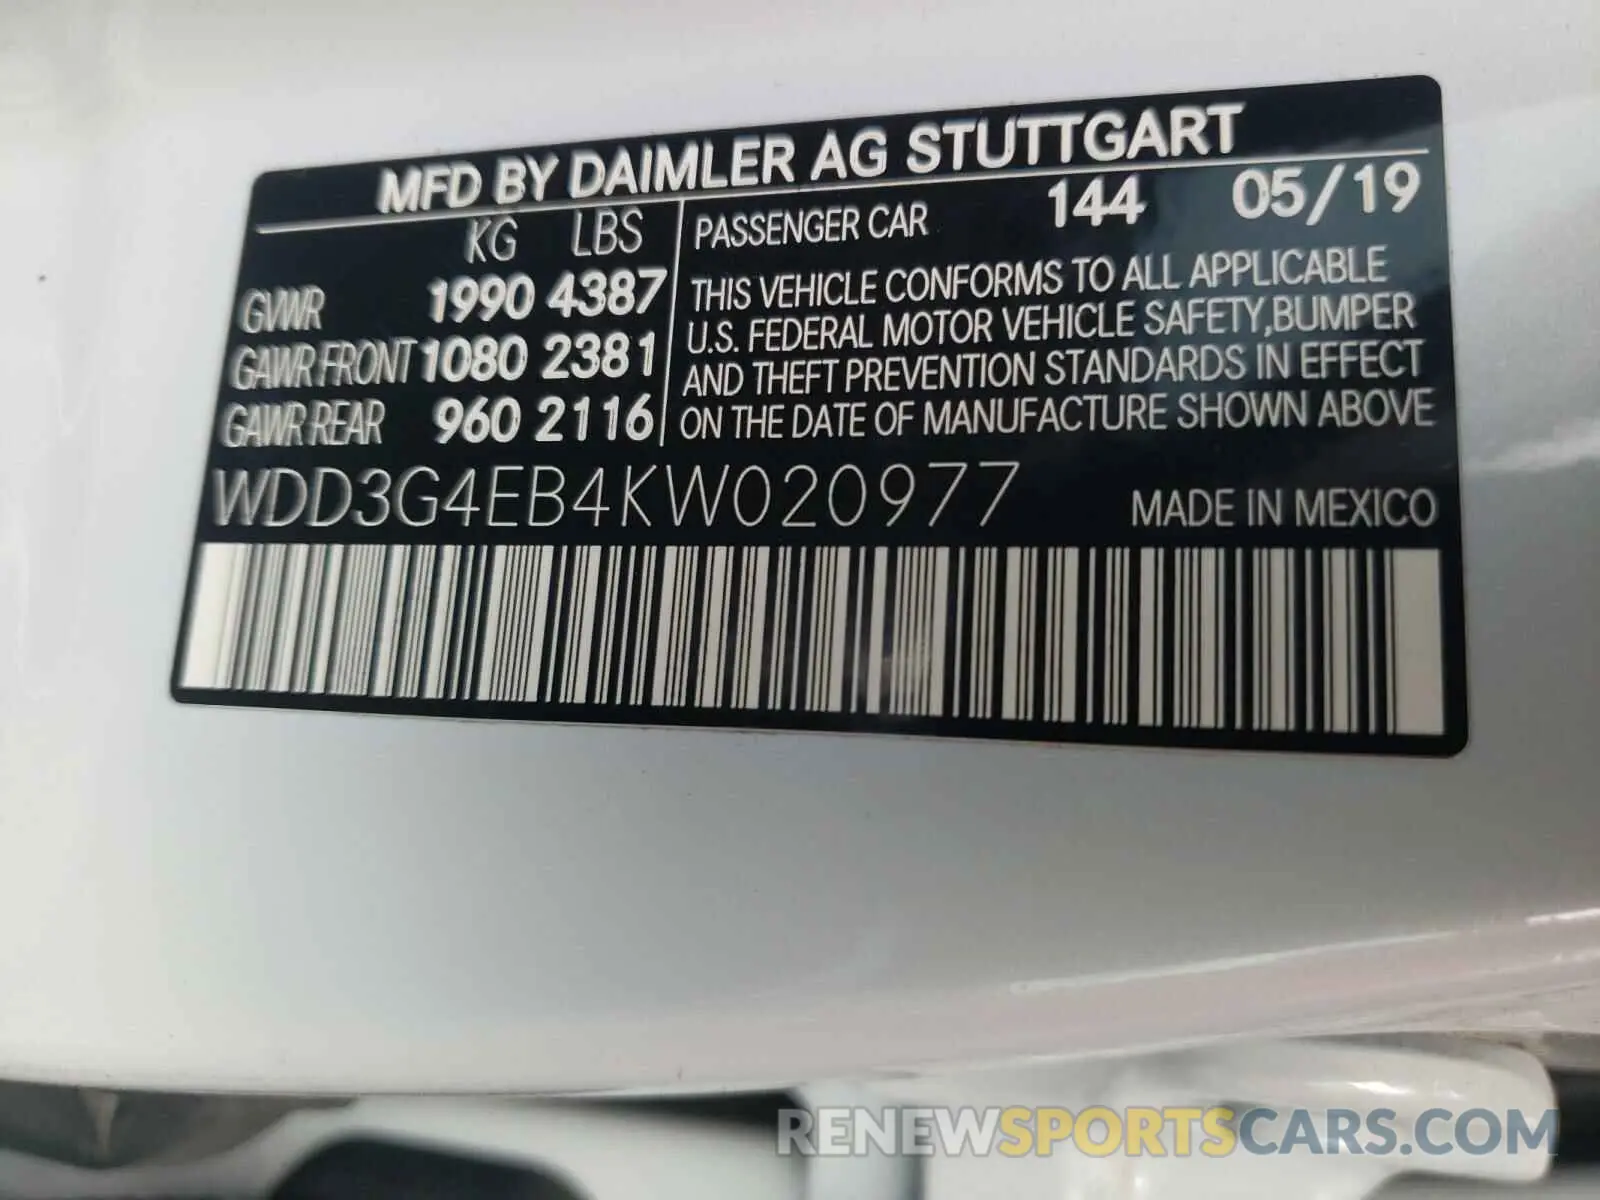 MFD BY DAIMLER AG STUTTGART
KG LBS
GVWR 1990 4387
GAWR FRONT 1080 2381
GAWR REAR 960 2116
PASSENGER CAR 144 05/19
THIS VEHICLE CONFORMS TO ALL APPLICABLE
U.S. FEDERAL MOTOR VEHICLE SAFETY,BUMPER
AND THEFT PREVENTION STANDARDS IN EFFECT
ON THE DATE OF MANUFACTURE SHOWN ABOVE
WDD3G4EB4KW020977 MADE IN MEXICO
RENEWSPORTSCARS.COM